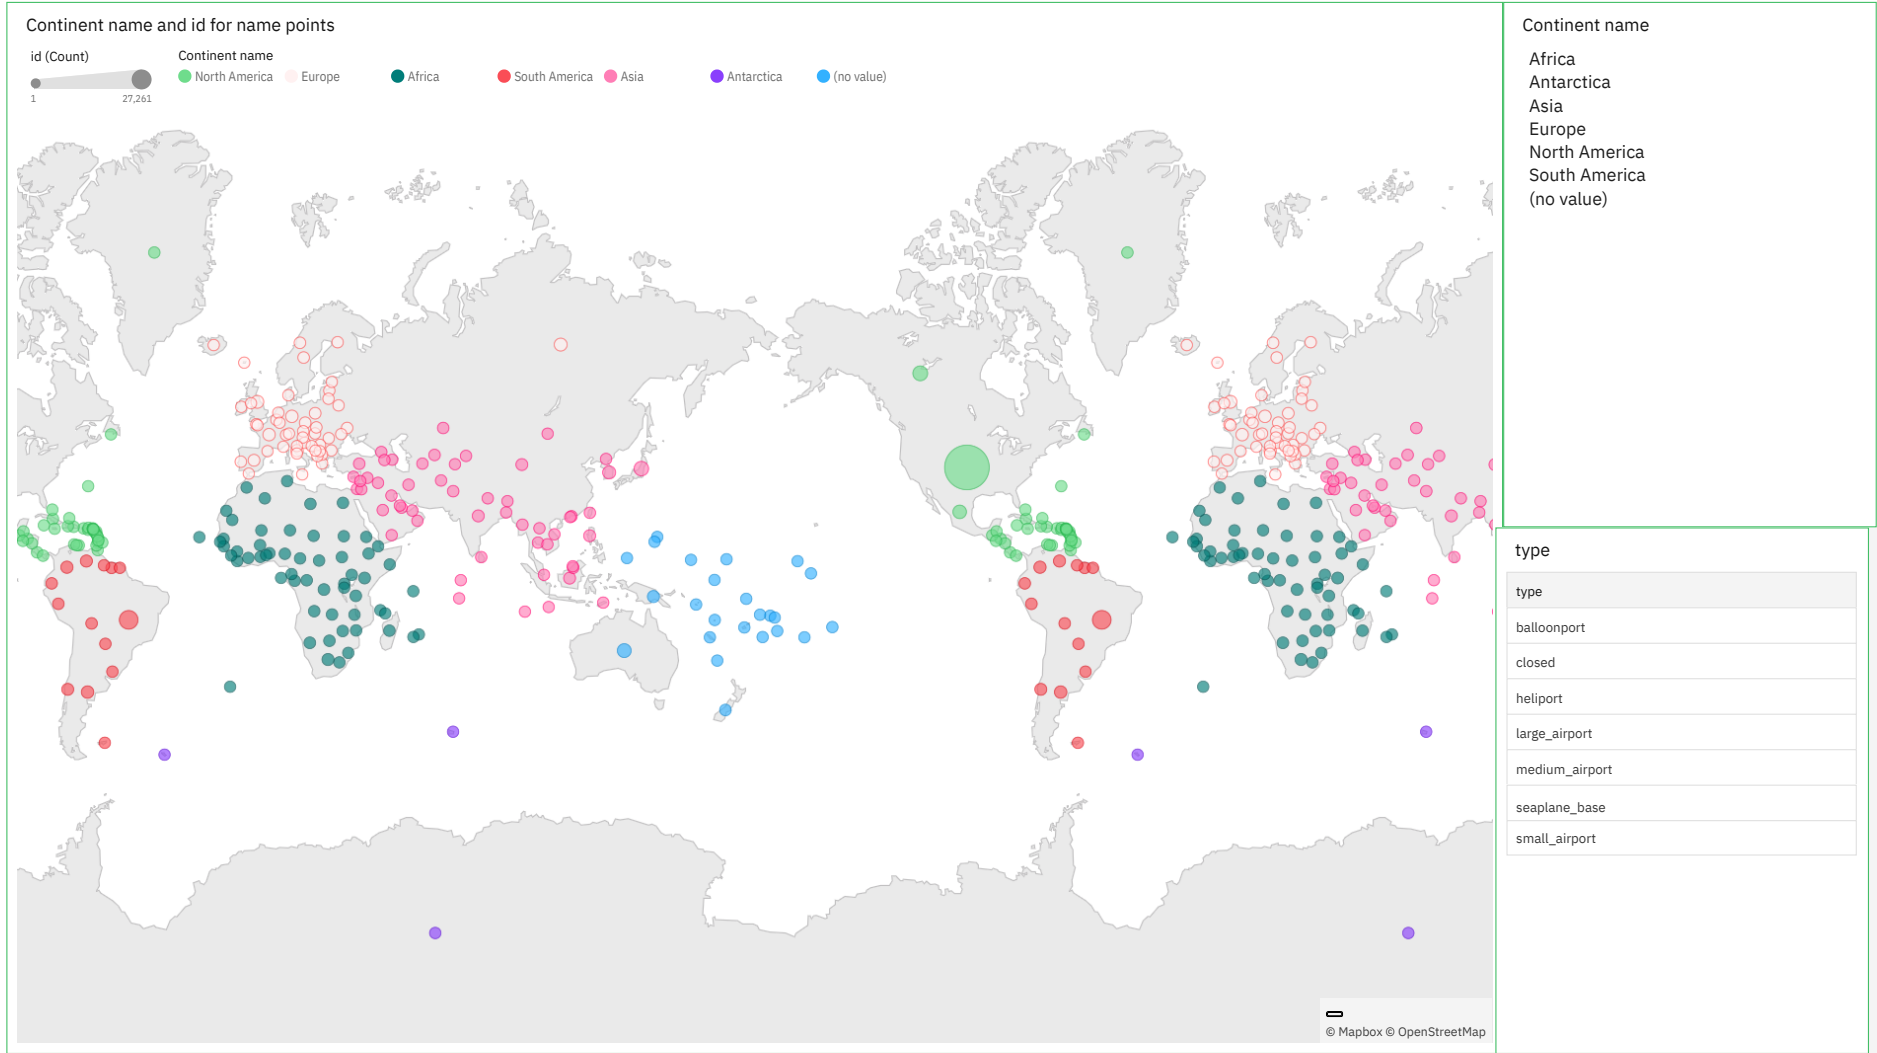 Continent name and id for name points
id (Count)
1
27,261
Continent name
North America
Europe
Africa
South America
Asia
Antarctica
(no value)
© Mapbox © OpenStreetMap
Continent name
Africa
Antarctica
Asia
Europe
North America
South America
(no value)
type
type
balloonport
closed
heliport
large_airport
medium_airport
seaplane_base
small_airport